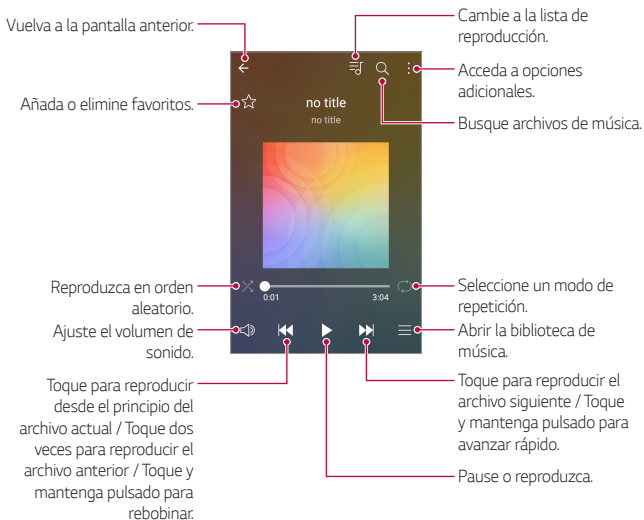 Vuelva a la pantalla anterior.
Cambie a la lista de
reproducción.
Acceda a opciones
adicionales.
Añada o elimine favoritos.
no title
no title
Busque archivos de música.
Reproduzca en orden
aleatorio.
0:01
3:04
Seleccione un modo de
repetición.
Ajuste el volumen de
sonido.
Abrir la biblioteca de
música.
Toque para reproducir
desde el principio del
archivo actual / Toque dos
veces para reproducir el
archivo anterior / Toque y
mantenga pulsado para
rebobinar.
Toque para reproducir el
archivo siguiente / Toque
y mantenga pulsado para
avanzar rápido.
Pause o reproduzca.